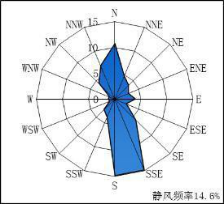 N
NNW 15 NNE
NW NE
10
WNW ENE
5
W 0 E
WSW ESE
SW SE
SSW SSE
S
静风频率14.6%